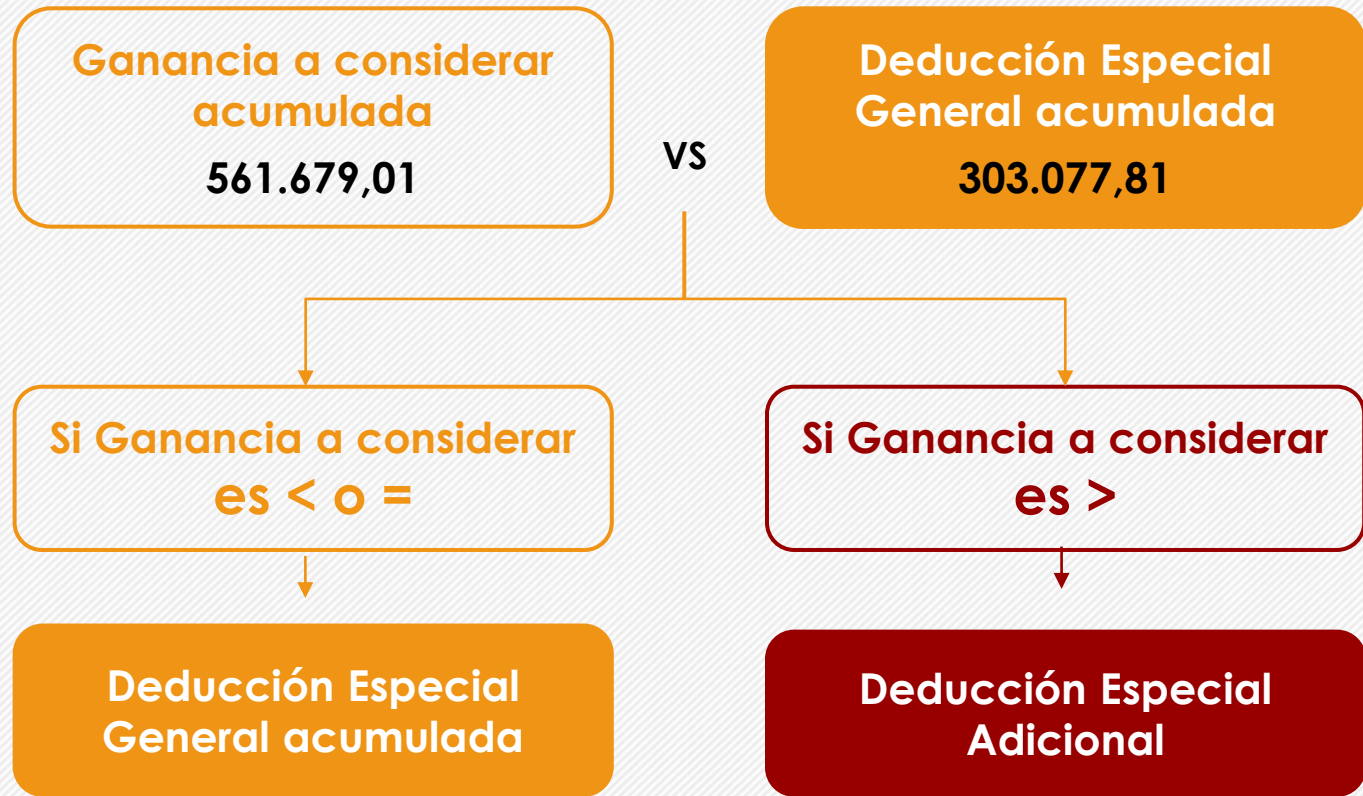 Ganancia a considerar
acumulada
561.679,01
VS
Deducción Especial
General acumulada
303.077,81
Si Ganancia a considerar
es < o =
Si Ganancia a considerar
es >
Deducción Especial
General acumulada
Deducción Especial
Adicional